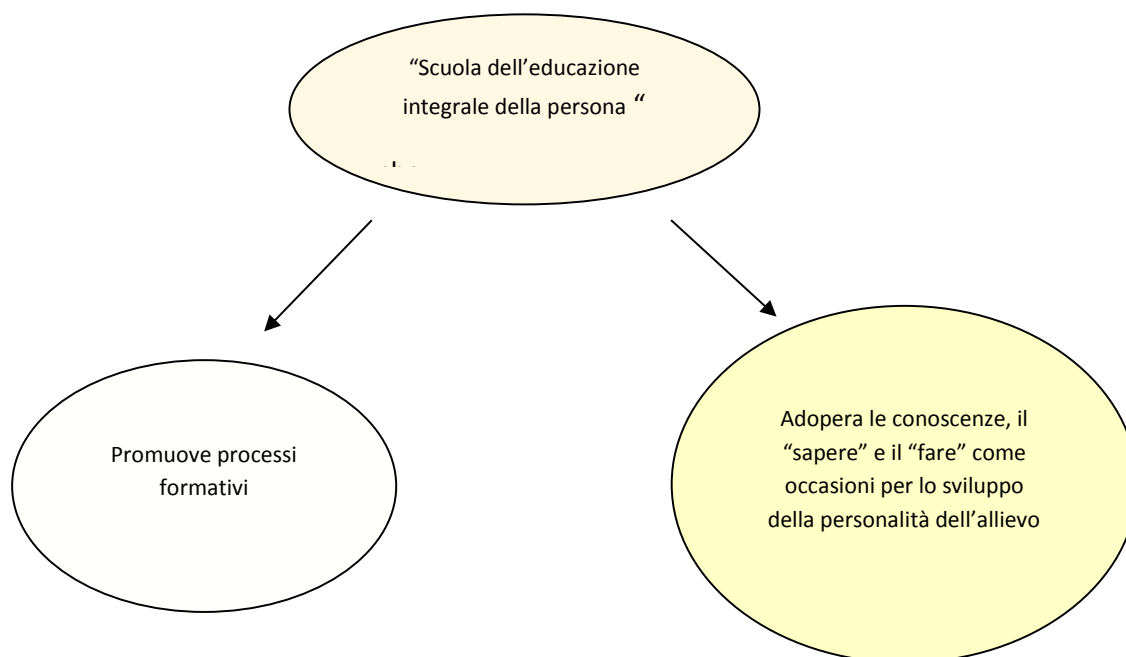 “Scuola dell’educazione
integrale della persona “
Promuove processi
formativi
Adopera le conoscenze, il
“sapere” e il “fare” come
occasioni per lo sviluppo
della personalità dell’allievo